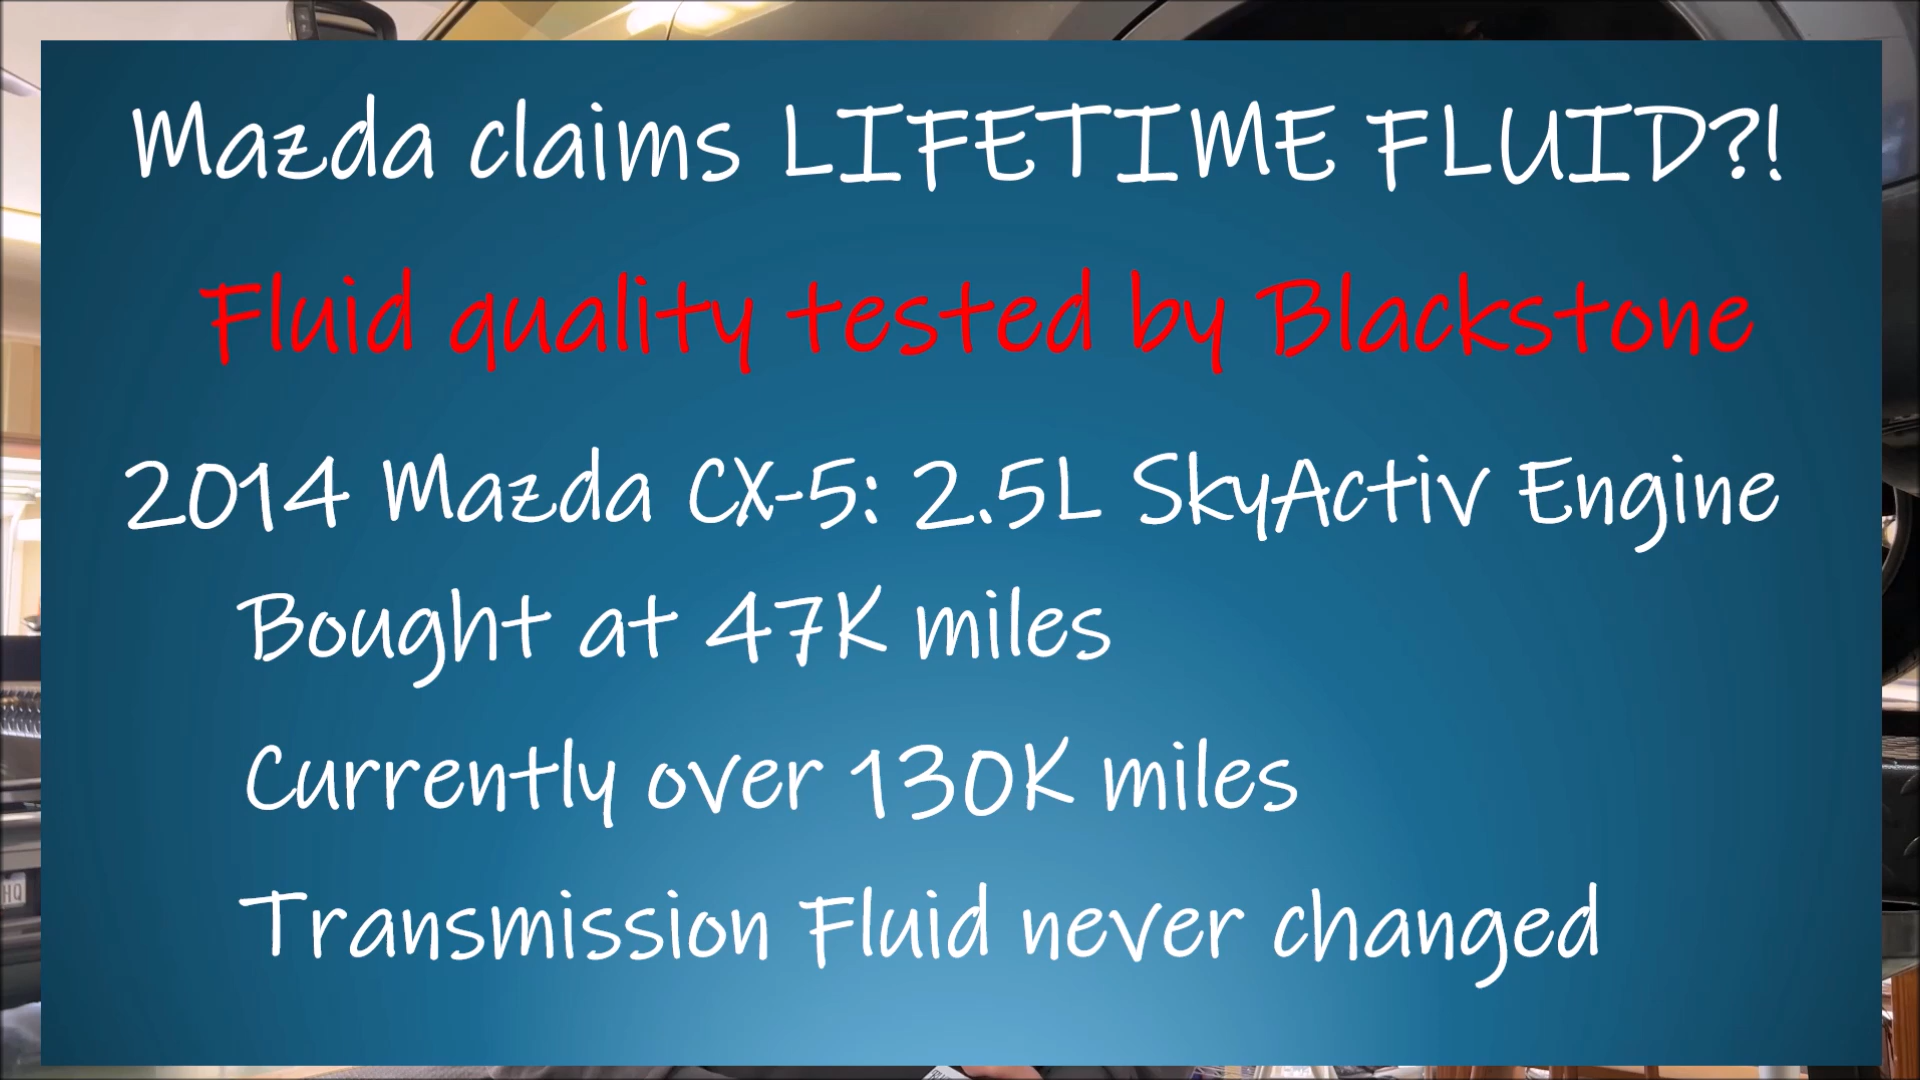 Mazda claims LIFETIME FLUID?!
Fluid quality tested by Blackstone
2014 Mazda CX-5: 2.5L SkyActiv Engine
Bought at 47K miles
Currently over 130K miles
Transmission Fluid never changed
HQ